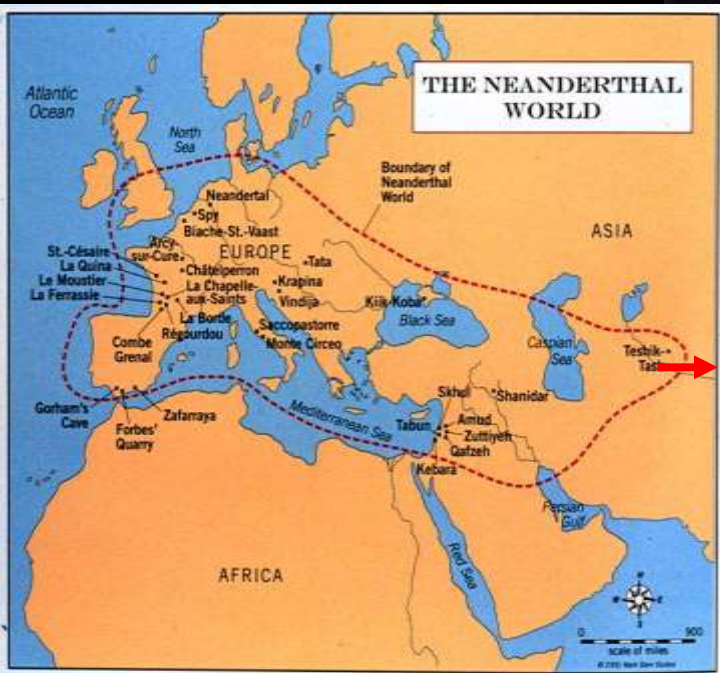 THE NEANDERTHAL
WORLD
Atlantic
Ocean
North
Sea
Boundary of
Neanderthal
World
ASIA
Neandertal
Spy
Biache-St.-Vaast
EUROPE
Arcy-
sur-Cure
St.-Césaire
La Quina
Le Moustier
La Ferrassie
Châtelperron
La Chapelle-
aux-Saints
Tata
Krapina
Vindija
Kiik-Koba
Black Sea
Caspian
Sea
Teshik-
Tash
La Borde
Régourdou
Combe
Grenal
Saccopastorre
Monte Circeo
Gorham's
Cave
Forbes'
Quarry
Zafarraya
Mediterranean Sea
Skhul
Shanidar
Tabun
Amud
Zuttiyeh
Qafzeh
Kebara
Persian
Gulf
Red Sea
AFRICA
N
E
S
0
900
scale of miles